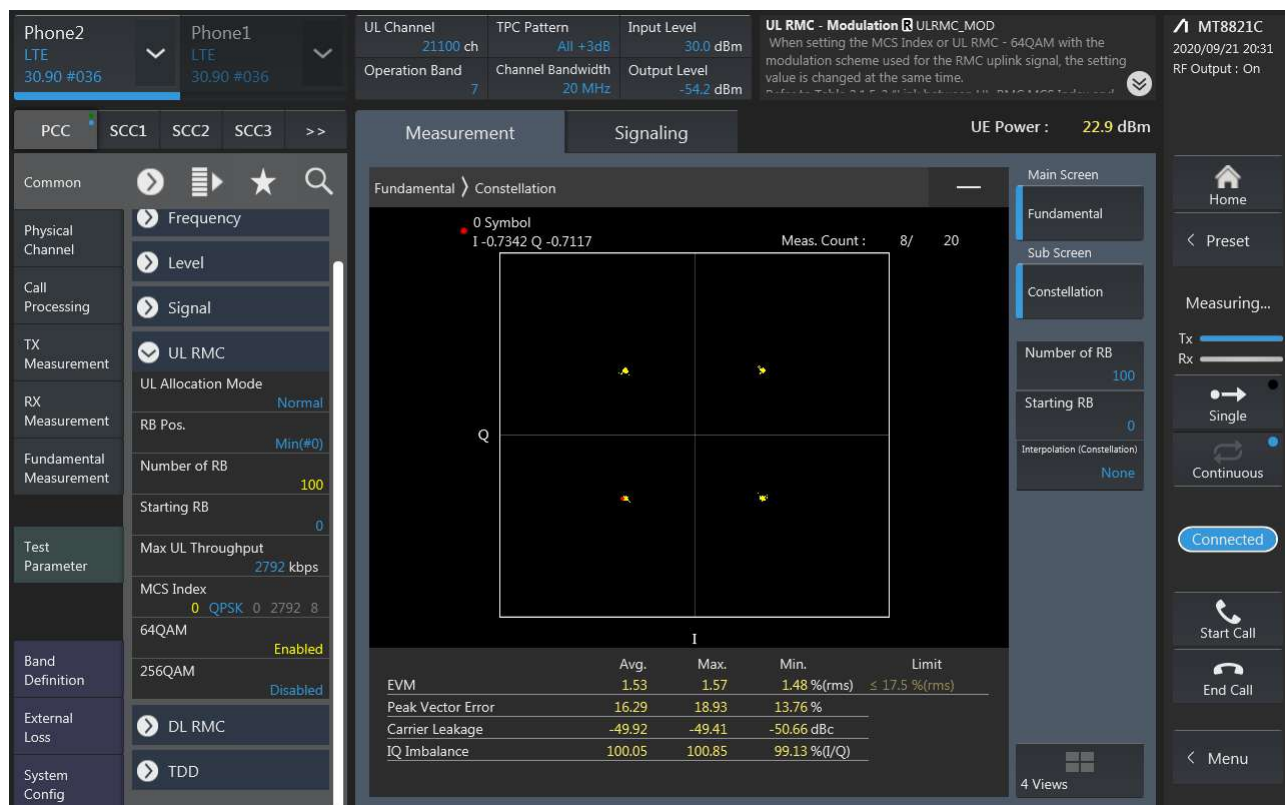 Phone2
LTE
30.90 #036
Phone1
LTE
30.90 #036
UL Channel
21100 ch
TPC Pattern
All +3dB
Input Level
30.0 dBm
Operation Band
7
Channel Bandwidth
20 MHz
Output Level
-54.2 dBm
UL RMC - Modulation R ULRMC_MOD
When setting the MCS Index or UL RMC - 64QAM with the
modulation scheme used for the RMC uplink signal, the setting
value is changed at the same time.
MT8821C
2020/09/21 20:31
RF Output : On
PCC SCC1 SCC2 SCC3 >>
Measurement
Signaling
UE Power : 22.9 dBm
Common
Physical
Channel
Call
Processing
TX
Measurement
RX
Measurement
Fundamental
Measurement
Test
Parameter
Band
Definition
External
Loss
System
Config
Frequency
Level
Signal
UL RMC
UL Allocation Mode
Normal
RB Pos.
Min(#0)
Number of RB
100
Starting RB
0
Max UL Throughput
2792 kbps
MCS Index
0 QPSK 0 2792 8
64QAM
Enabled
256QAM
Disabled
DL RMC
TDD
Fundamental 〉 Constellation
0 Symbol
I -0.7342 Q -0.7117
Meas. Count : 8/ 20
Q
I
Avg. Max. Min. Limit
EVM 1.53 1.57 1.48 %(rms) ≤ 17.5 %(rms)
Peak Vector Error 16.29 18.93 13.76 %
Carrier Leakage -49.92 -49.41 -50.66 dBc
IQ Imbalance 100.05 100.85 99.13 %(I/Q)
Main Screen
Fundamental
Sub Screen
Constellation
Number of RB
100
Starting RB
0
Interpolation (Constellation)
None
4 Views
Home
< Preset
Measuring...
Tx
Rx
Single
Continuous
Connected
Start Call
End Call
< Menu